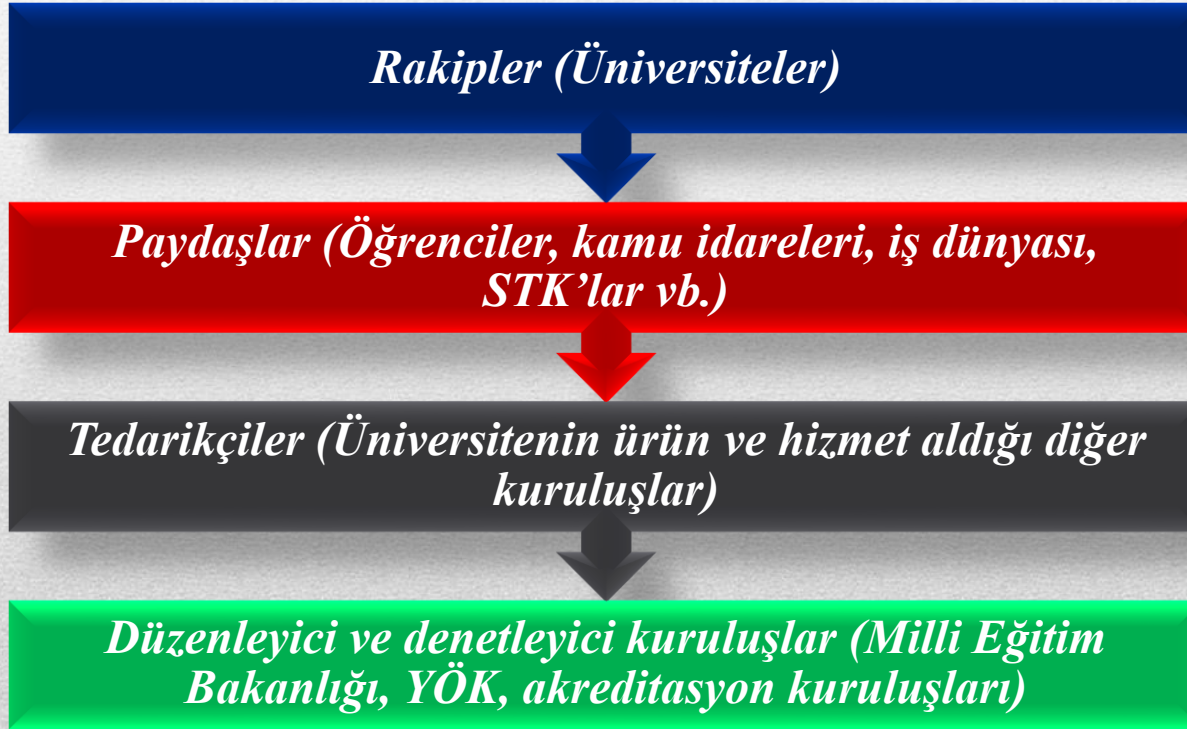 Rakipler (Üniversiteler)
Paydaşlar (Öğrenciler, kamu idareleri, iş dünyası,
STK’lar vb.)
Tedarikçiler (Üniversitenin ürün ve hizmet aldığı diğer
kuruluşlar)
Düzenleyici ve denetleyici kuruluşlar (Milli Eğitim
Bakanlığı, YÖK, akreditasyon kuruluşları)